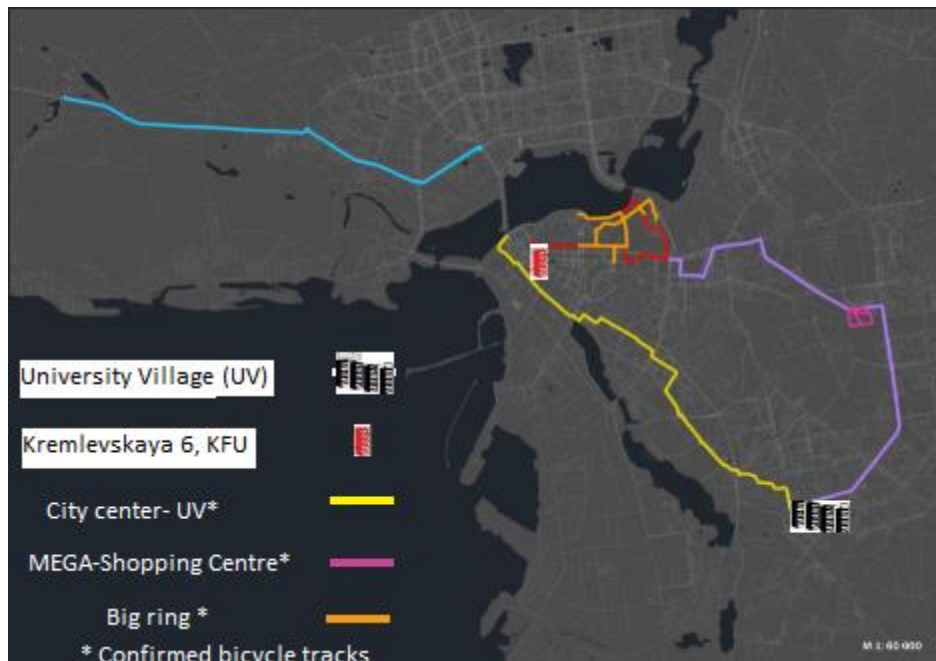 University Village (UV)
Kremlevskaya 6, KFU
City center- UV*
MEGA-Shopping Centre*
Big ring *
* Confirmed bicycle tracks
M 1: 60 000